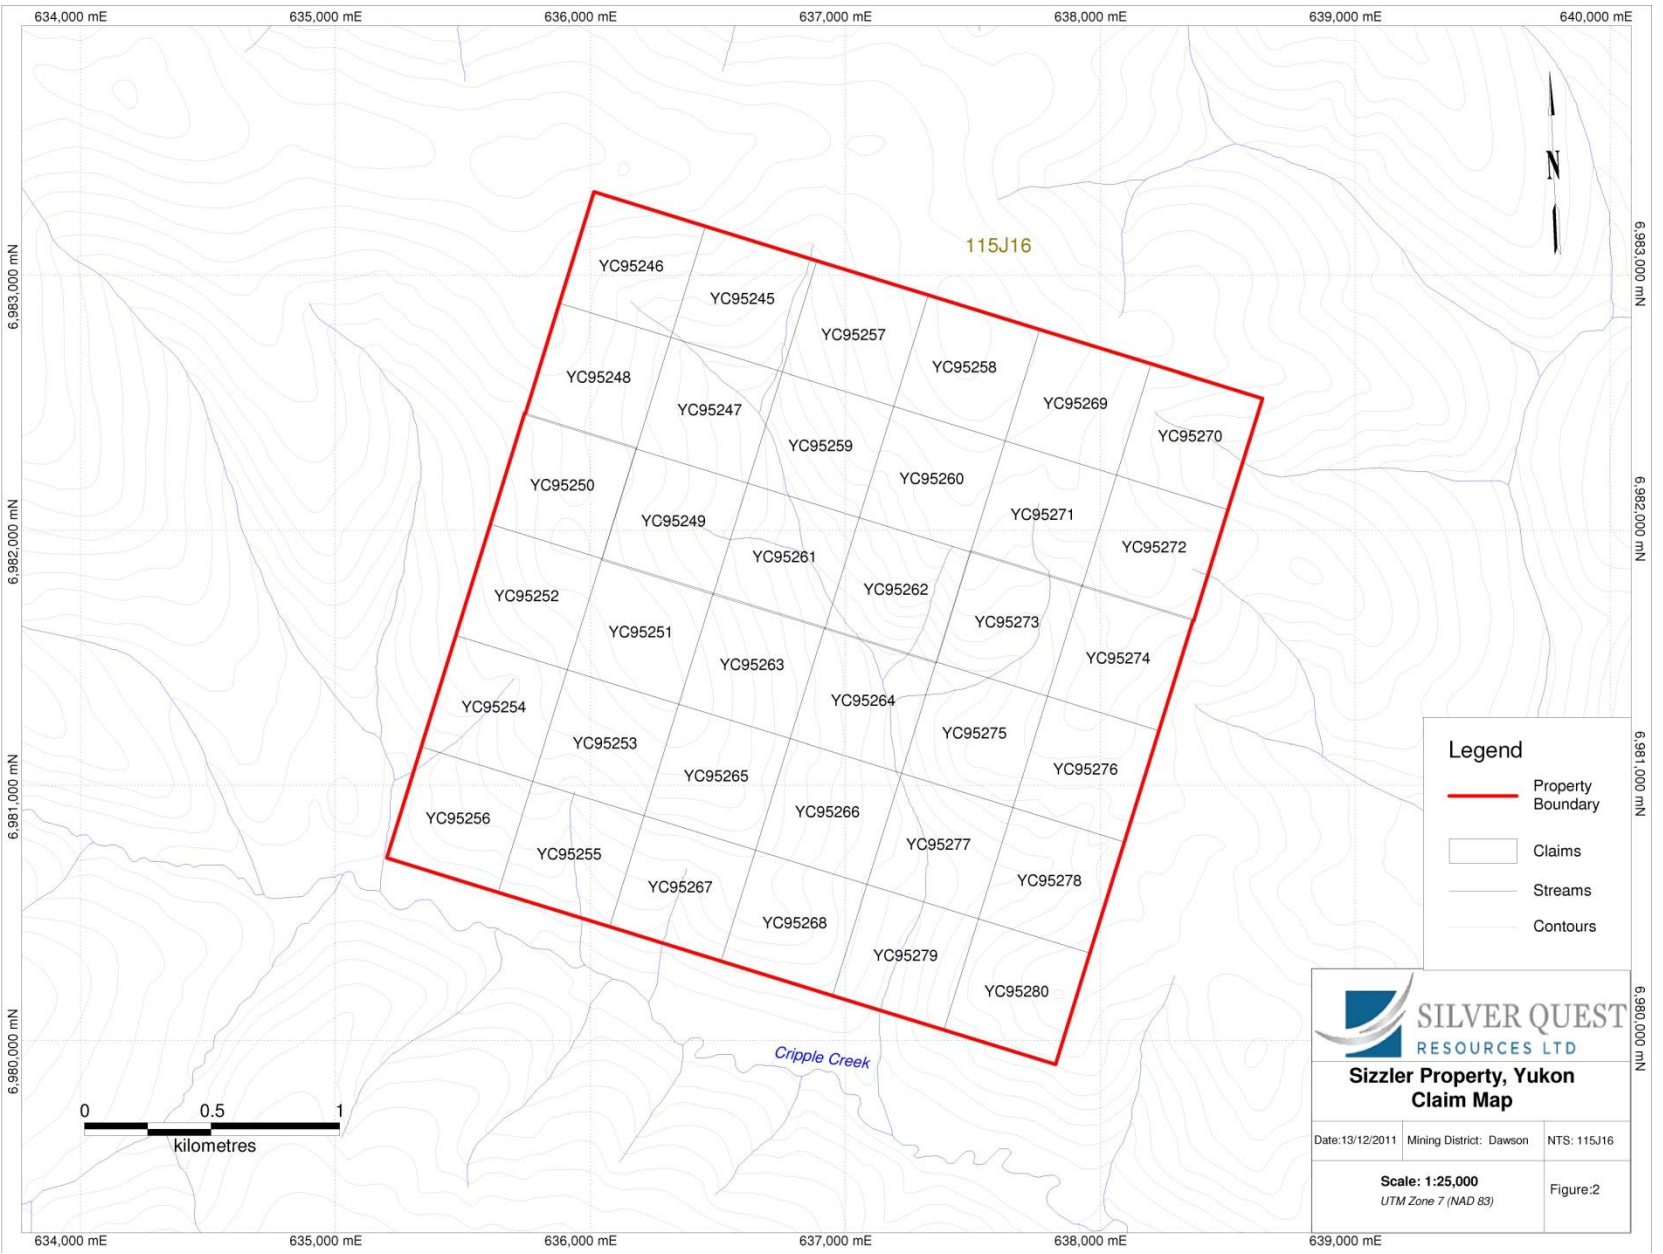 634,000 mE
635,000 mE
636,000 mE
637,000 mE
638,000 mE
639,000 mE
640,000 mE
N
115J16
6,983,000 mN
6,983,000 mN
YC95246
YC95245
YC95257
YC95258
YC95248
YC95247
YC95269
YC95259
YC95270
YC95250
YC95260
6,982,000 mN
6,982,000 mN
YC95249
YC95271
YC95261
YC95272
YC95252
YC95262
YC95251
YC95273
YC95263
YC95274
YC95254
YC95264
YC95253
YC95275
YC95265
YC95276
6,981,000 mN
6,981,000 mN
YC95256
YC95266
YC95255
YC95277
YC95267
YC95278
YC95268
YC95279
YC95280
6,980,000 mN
6,980,000 mN
Cripple Creek
0 0.5 1
kilometres
Legend
Property
Boundary
Claims
Streams
Contours
SILVER QUEST
RESOURCES LTD
Sizzler Property, Yukon
Claim Map
Date:13/12/2011
Mining District: Dawson
NTS: 115J16
Scale: 1:25,000
UTM Zone 7 (NAD 83)
Figure:2
634,000 mE
635,000 mE
636,000 mE
637,000 mE
638,000 mE
639,000 mE